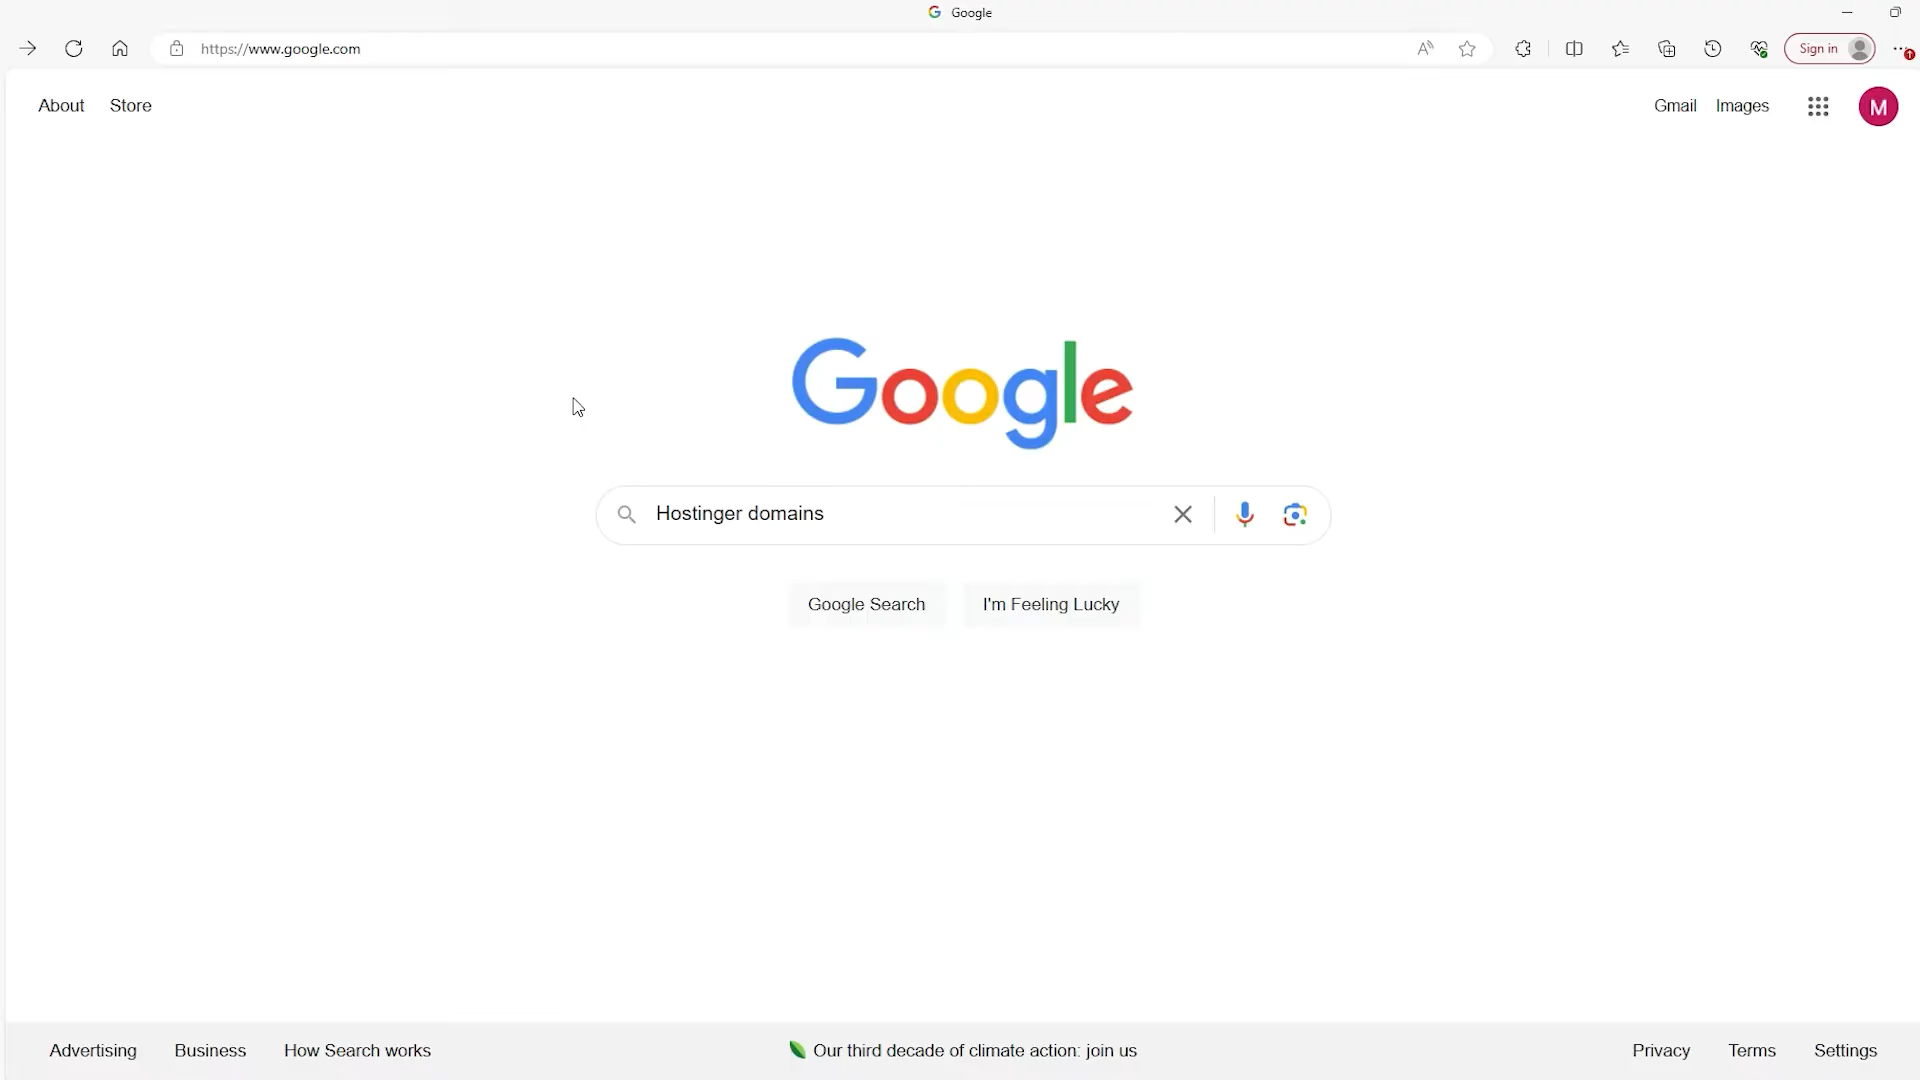 Google
https://www.google.com
Sign in
About Store
Gmail Images
M
Google
Hostinger domains
Google Search I'm Feeling Lucky
Advertising Business How Search works
Our third decade of climate action: join us
Privacy Terms Settings